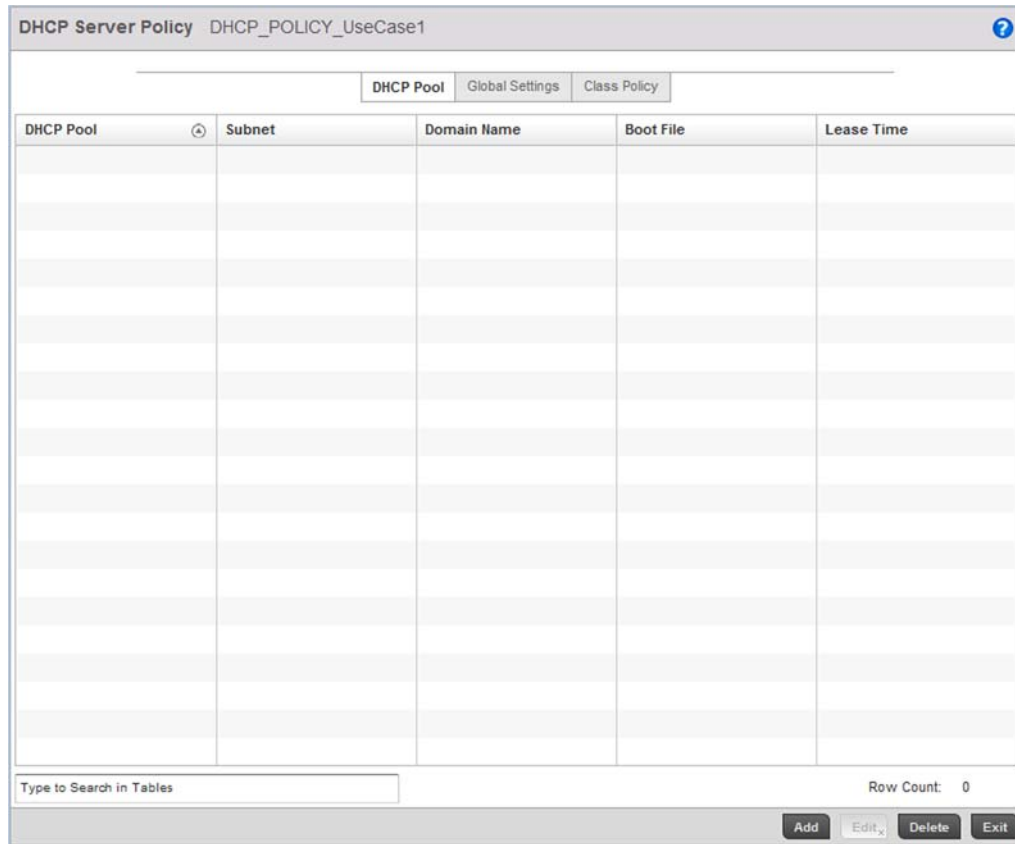 DHCP Server Policy DHCP_POLICY_UseCase1 ?
DHCP Pool Global Settings Class Policy
DHCP Pool Subnet Domain Name Boot File Lease Time
Type to Search in Tables Row Count: 0
Add Edit Delete Exit